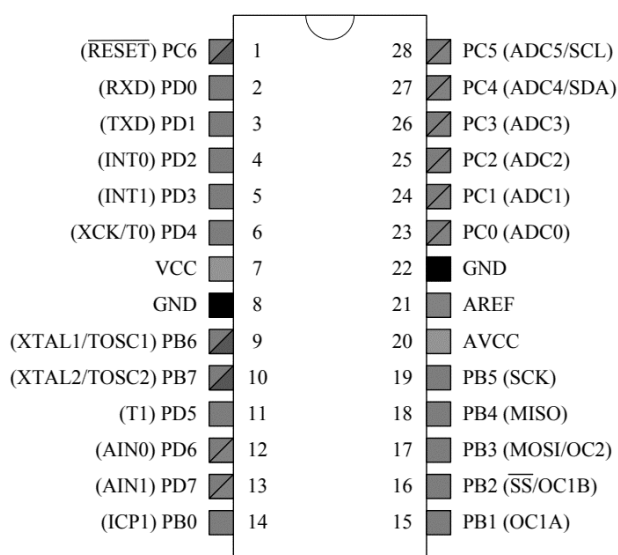 (RESET) PC6 1 28 PC5 (ADC5/SCL)
(RXD) PD0 2 27 PC4 (ADC4/SDA)
(TXD) PD1 3 26 PC3 (ADC3)
(INT0) PD2 4 25 PC2 (ADC2)
(INT1) PD3 5 24 PC1 (ADC1)
(XCK/T0) PD4 6 23 PC0 (ADC0)
VCC 7 22 GND
GND 8 21 AREF
(XTAL1/TOSC1) PB6 9 20 AVCC
(XTAL2/TOSC2) PB7 10 19 PB5 (SCK)
(T1) PD5 11 18 PB4 (MISO)
(AIN0) PD6 12 17 PB3 (MOSI/OC2)
(AIN1) PD7 13 16 PB2 (SS/OC1B)
(ICP1) PB0 14 15 PB1 (OC1A)